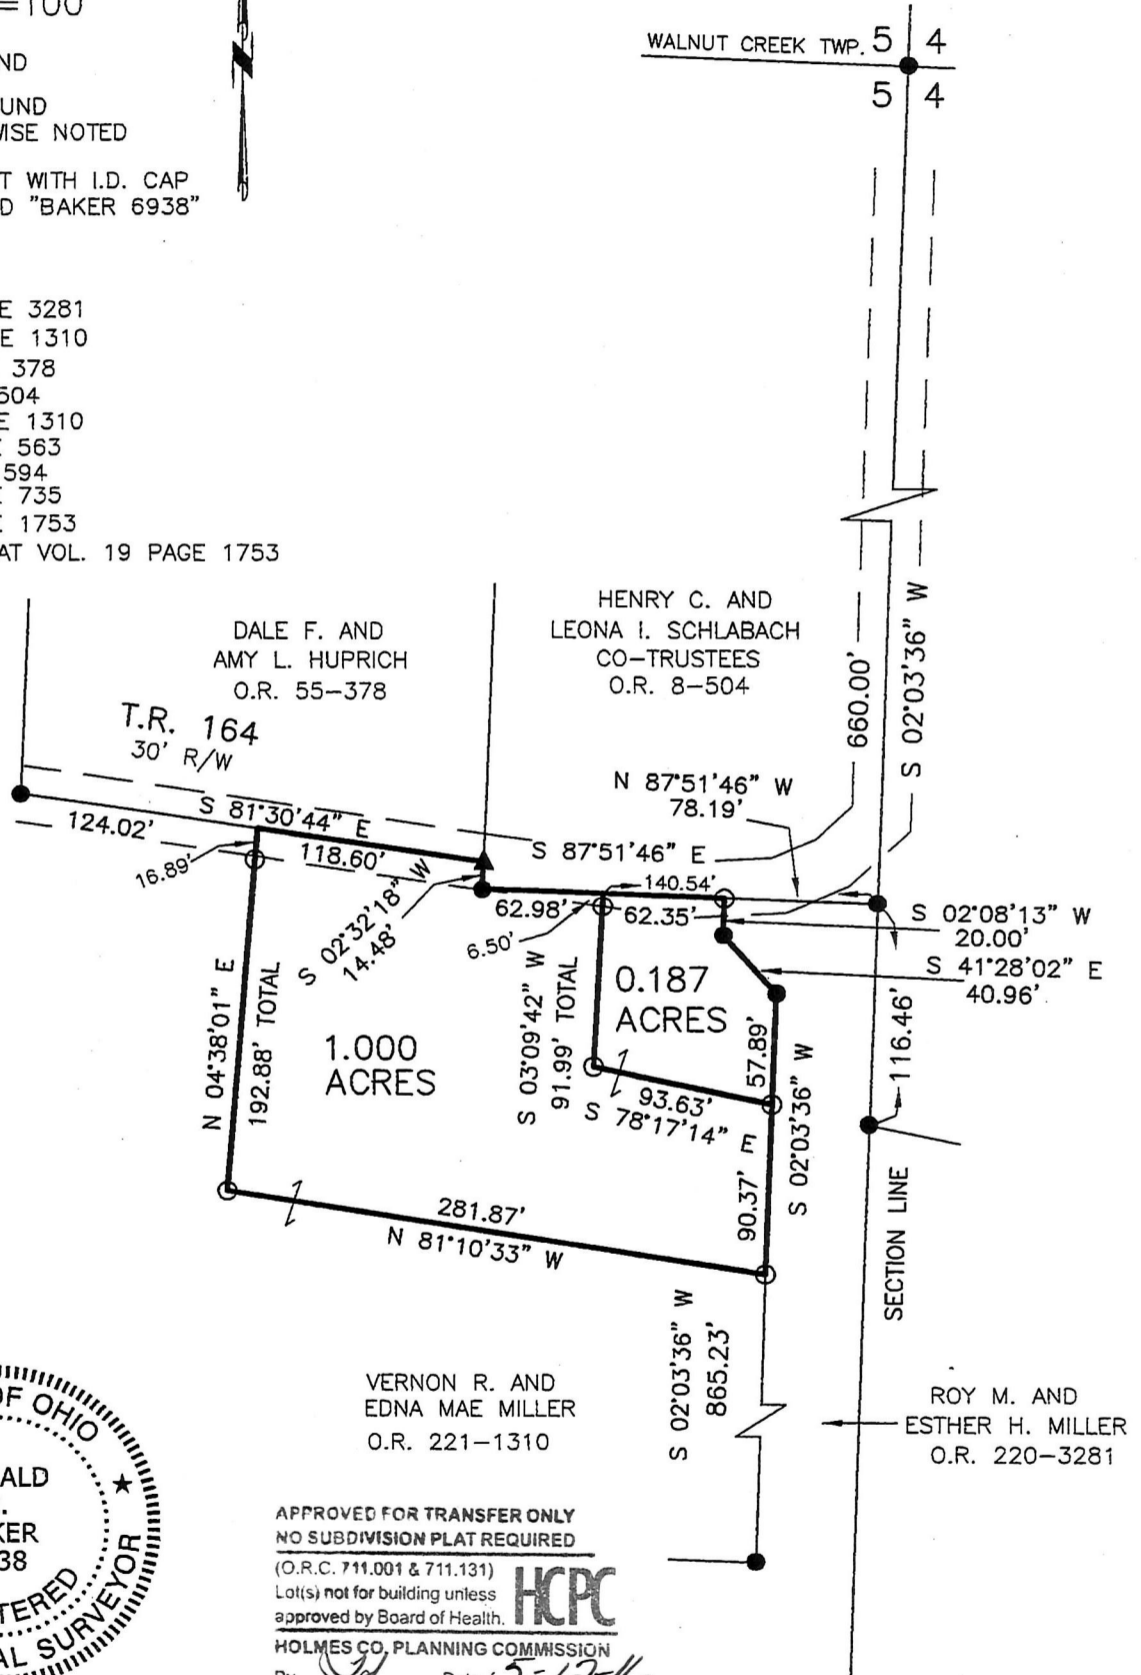 =100
ND
UND
WISE NOTED
T WITH I.D. CAP
D "BAKER 6938"
E 3281
E 1310
378
504
E 1310
E 563
594
E 735
E 1753
AT VOL. 19 PAGE 1753
WALNUT CREEK TWP. 5 4
5 4
DALE F. AND
AMY L. HUPRICH
O.R. 55-378
HENRY C. AND
LEONA I. SCHLABACH
CO-TRUSTEES
O.R. 8-504
660.00'
S 02°03'36" W
T.R. 164
30' R/W
N 87°51'46" W
78.19'
S 81°30'44" E
124.02'
118.60'
16.89'
S 87°51'46" E
140.54'
62.98'
62.35'
6.50'
S 02°32'18" W
14.48'
S 02°08'13" W
20.00'
S 41°28'02" E
40.96'
N 04°38'01" E
192.88' TOTAL
1.000
ACRES
S 03°09'42" W
91.99' TOTAL
0.187
ACRES
57.89'
S 02°03'36" W
116.46'
93.63'
S 78°17'14" E
90.37'
281.87'
N 81°10'33" W
SECTION LINE
S 02°03'36" W
865.23'
VERNON R. AND
EDNA MAE MILLER
O.R. 221-1310
ROY M. AND
ESTHER H. MILLER
O.R. 220-3281
OF OHIO
ALD
KER
38
TERED
AL SURVEYOR
APPROVED FOR TRANSFER ONLY
NO SUBDIVISION PLAT REQUIRED
(O.R.C. 711.001 & 711.131)
Lot(s) not for building unless
approved by Board of Health.
HCPC
HOLMES CO. PLANNING COMMISSION